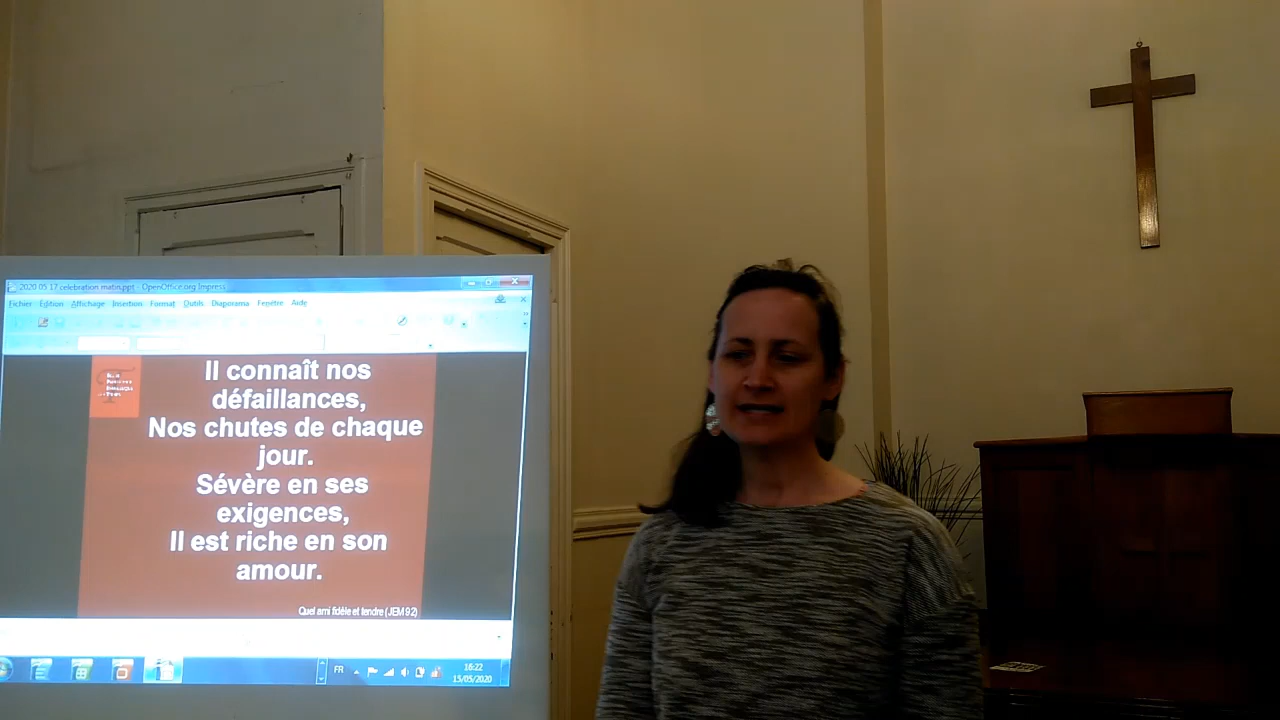 2020 05 17 celebration matin.ppt - OpenOffice.org Impress
Fichier Édition Affichage Insertion Format Outils Diaporama Fenêtre Aide
Il connaît nos
défaillances,
Nos chutes de chaque
jour.
Sévère en ses
exigences,
Il est riche en son
amour.
Quel ami fidèle et tendre (JEM 92)
FR
16:22
15/05/2020